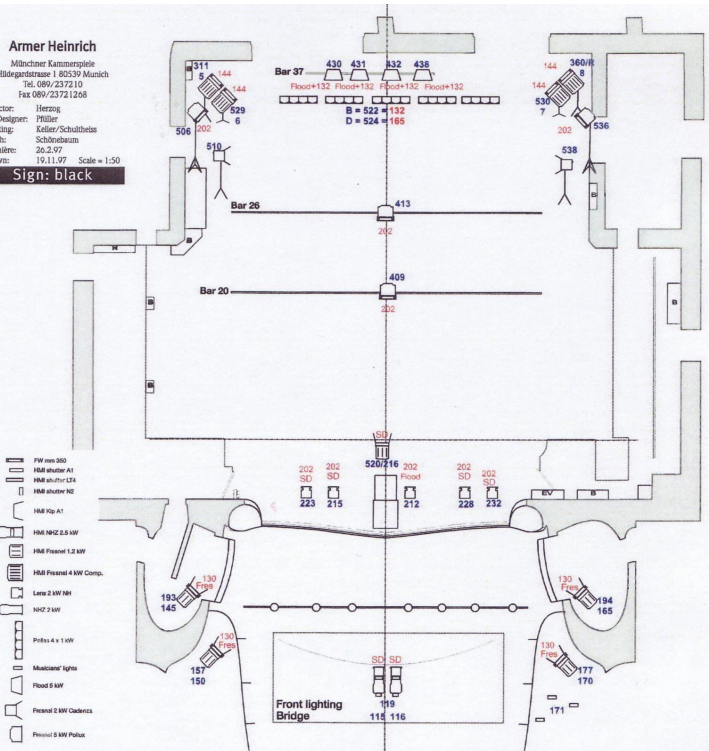 Armer Heinrich
Münchner Kammerspiele
Hildegardstrasse 1 80539 Munich
Tel. 089/237210
Fax 089/23721268
ctor: Herzog
Designer: Pfüller
ting: Keller/Schultheiss
h: Schönebaum
ière: 26.2.97
wn: 19.11.97 Scale = 1:50
Sign: black
311
5
144
144
529
6
506
202
510
Bar 37
430 431 432 436
Flood+132 Flood+132 Flood+132 Flood+132
B = 522 = 132
D = 524 = 165
144
360/R
8
144
530
7
202
536
538
B
Bar 26
413
202
B
B
N
Bar 20
409
202
B
B
B
SD
520/216
202
SD
223
202
SD
215
202
Flood
212
202
SD
228
202
SD
232
EV
B
FW mm 350
HMI shutter A1
HMI shutter LT4
HMI shutter N2
HMI Kip A1
HMI NHZ 2.5 kW
HMI Fresnel 1.2 kW
HMI Fresnel 4 kW Comp.
Lens 2 kW NH
NHZ 2 kW
Pallas 4 x 1 kW
Musicians' lights
Flood 5 kW
Fresnel 2 kW Cadenza
Fresnel 5 kW Pollux
130
Fres
193
145
130
Fres
194
165
130
Fres
157
150
130
Fres
177
170
171
SD SD
119
115 116
Front lighting
Bridge